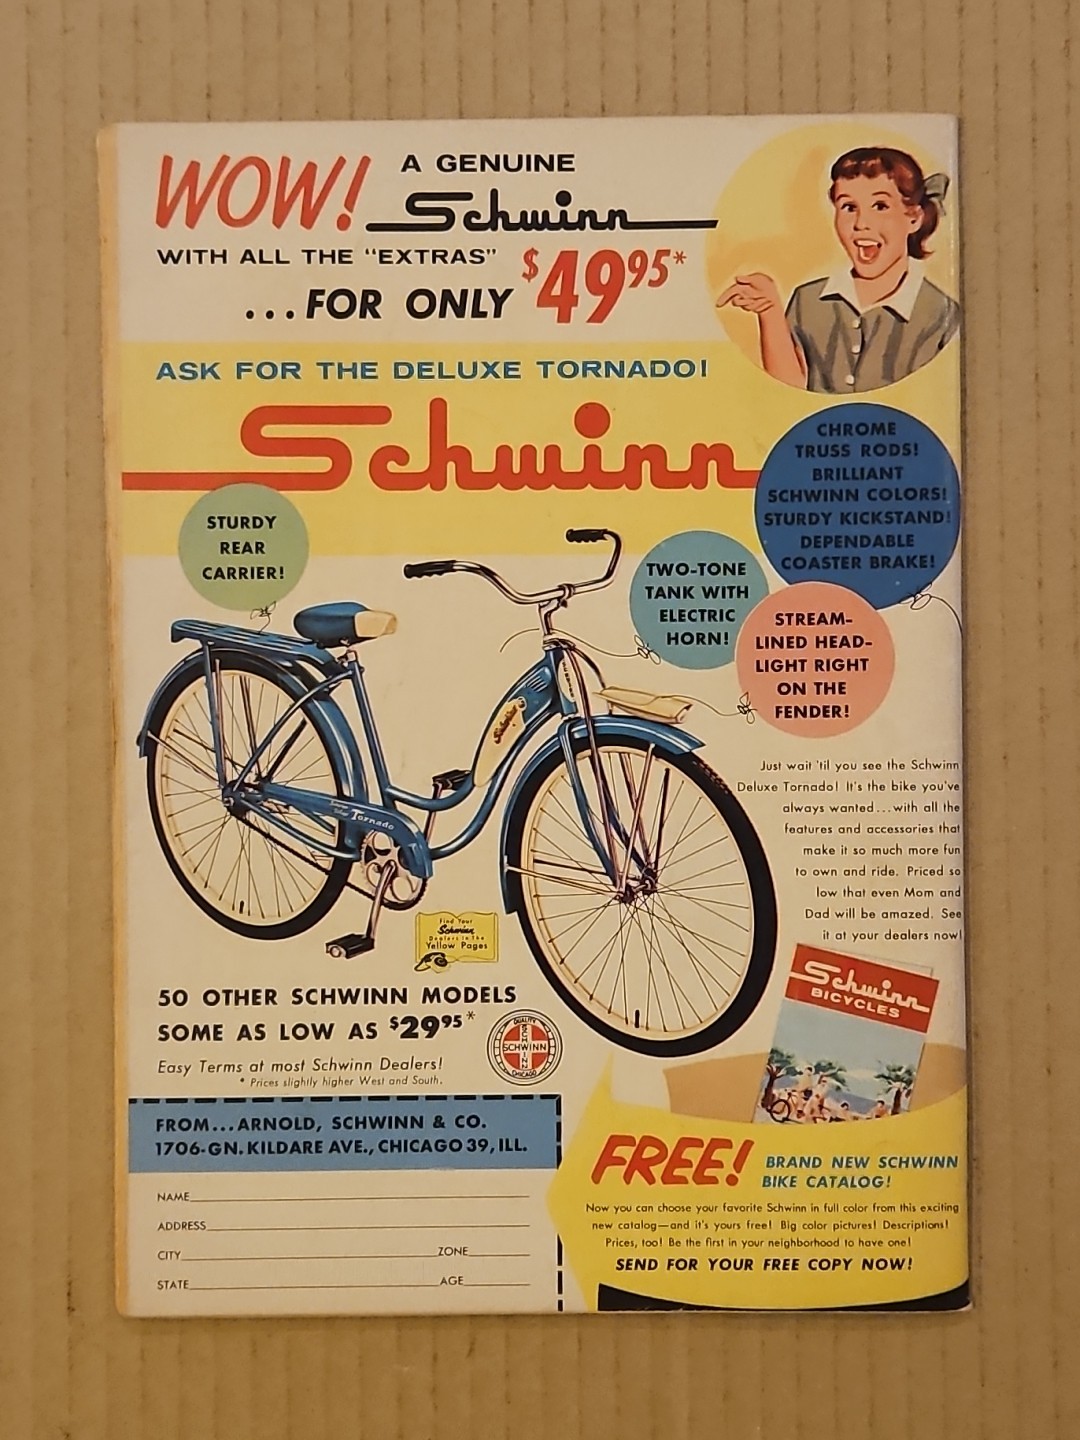 WOW! A GENUINE
Schwinn
WITH ALL THE "EXTRAS"
...FOR ONLY $49.95*
ASK FOR THE DELUXE TORNADO!
Schwinn
STURDY
REAR
CARRIER!
CHROME
TRUSS RODS!
BRILLIANT
SCHWINN COLORS!
STURDY KICKSTAND!
DEPENDABLE
COASTER BRAKE!
TWO-TONE
TANK WITH
ELECTRIC
HORN!
STREAM-
LINED HEAD-
LIGHT RIGHT
ON THE
FENDER!
SCHWINN
Schwinn
Tornado
Just wait 'til you see the Schwinn
Deluxe Tornado! It's the bike you've
always wanted...with all the
features and accessories that
make it so much more fun
to own and ride. Priced so
low that even Mom and
Dad will be amazed. See
it at your dealers now!
Find Your
Schwinn
Dealers in the
Yellow Pages
50 OTHER SCHWINN MODELS
SOME AS LOW AS $29.95*
Easy Terms at most Schwinn Dealers!
* Prices slightly higher West and South.
QUALITY
SCHWINN
SCHWINN
CHICAGO
Schwinn
BICYCLES
FROM...ARNOLD, SCHWINN & CO.
1706-GN. KILDARE AVE., CHICAGO 39, ILL.
NAME
ADDRESS
CITY ZONE
STATE AGE
FREE! BRAND NEW SCHWINN
BIKE CATALOG!
Now you can choose your favorite Schwinn in full color from this exciting
new catalog—and it's yours free! Big color pictures! Descriptions!
Prices, too! Be the first in your neighborhood to have one!
SEND FOR YOUR FREE COPY NOW!